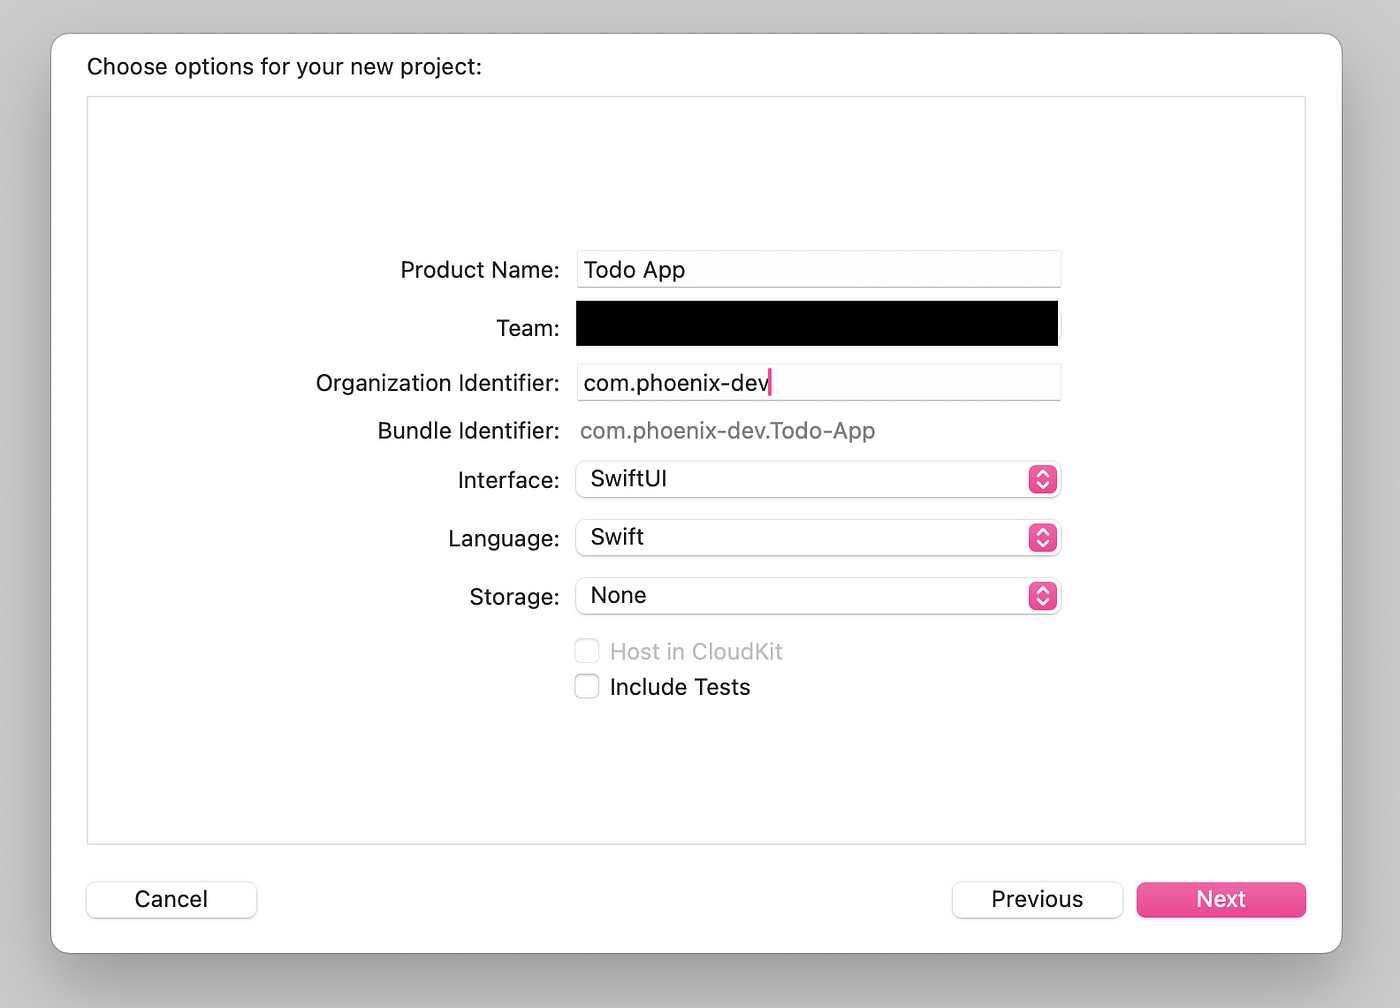 Choose options for your new project:
Product Name: Todo App
Team:
Organization Identifier: com.phoenix-dev
Bundle Identifier: com.phoenix-dev.Todo-App
Interface: SwiftUI
Language: Swift
Storage: None
Host in CloudKit
Include Tests
Cancel Previous Next